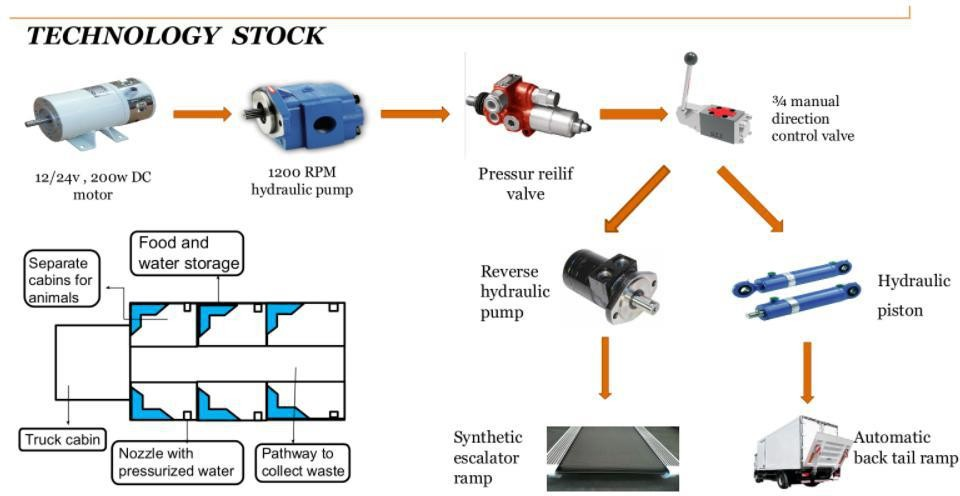 TECHNOLOGY STOCK
12/24v , 200w DC
motor
1200 RPM
hydraulic pump
Pressur reilif
valve
¾ manual
direction
control valve
Reverse
hydraulic
pump
Hydraulic
piston
Synthetic
escalator
ramp
Automatic
back tail ramp
Food and
water storage
Separate
cabins for
animals
Truck cabin
Nozzle with
pressurized water
Pathway to
collect waste